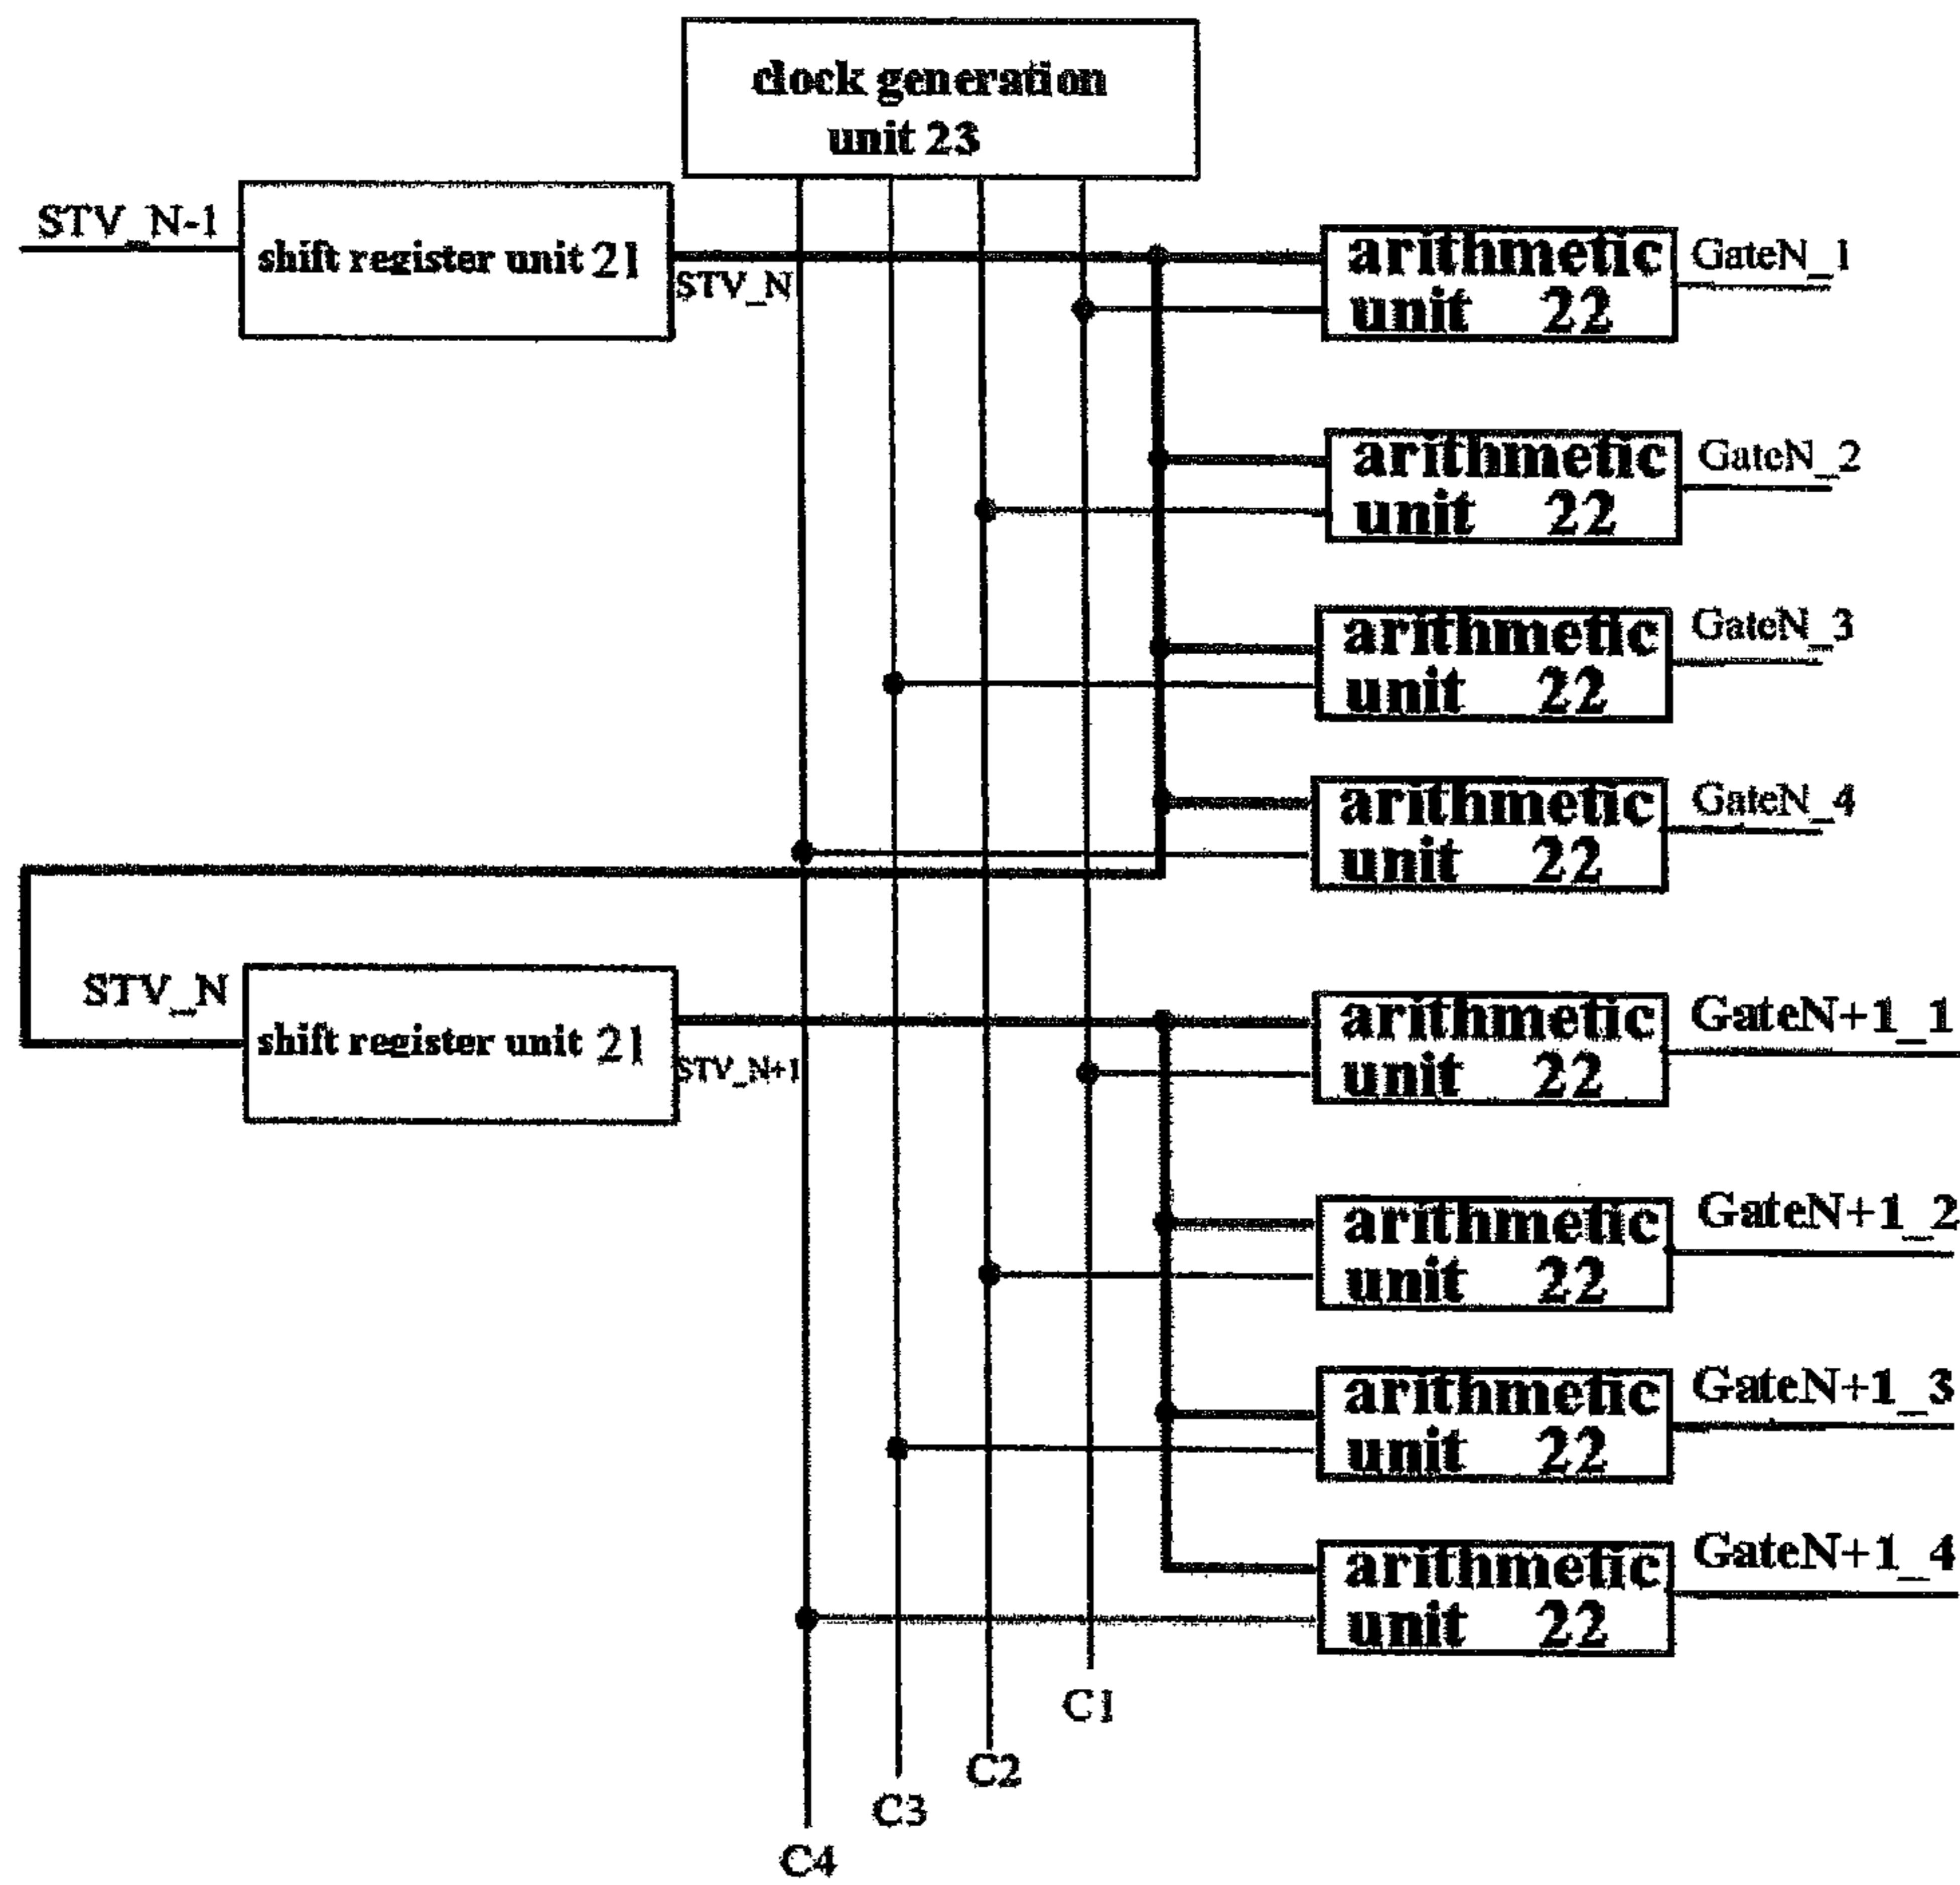 clock generation
unit 23
STV_N-1
shift register unit 21
STV_N
arithmetic
unit 22
GateN_1
arithmetic
unit 22
GateN_2
arithmetic
unit 22
GateN_3
arithmetic
unit 22
GateN_4
STV_N
shift register unit 21
STV_N+1
arithmetic
unit 22
GateN+1_1
arithmetic
unit 22
GateN+1_2
arithmetic
unit 22
GateN+1_3
arithmetic
unit 22
GateN+1_4
C1
C2
C3
C4